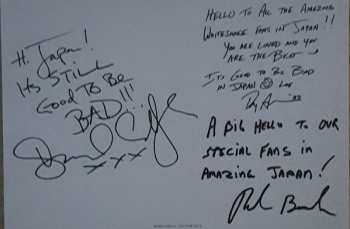 Hi Japan!
Its STILL
Good To Be
BAD!!!
xxx
HELLO TO ALL THE AMAZING
WHITESNAKE FANS IN JAPAN!!
YOU ARE LOVED AND YOU
ARE THE BEST
ITS GOOD TO BE BAD
IN JAPAN
A BIG HELLO TO OUR
SPECIAL FANS IN
AMAZING JAPAN!